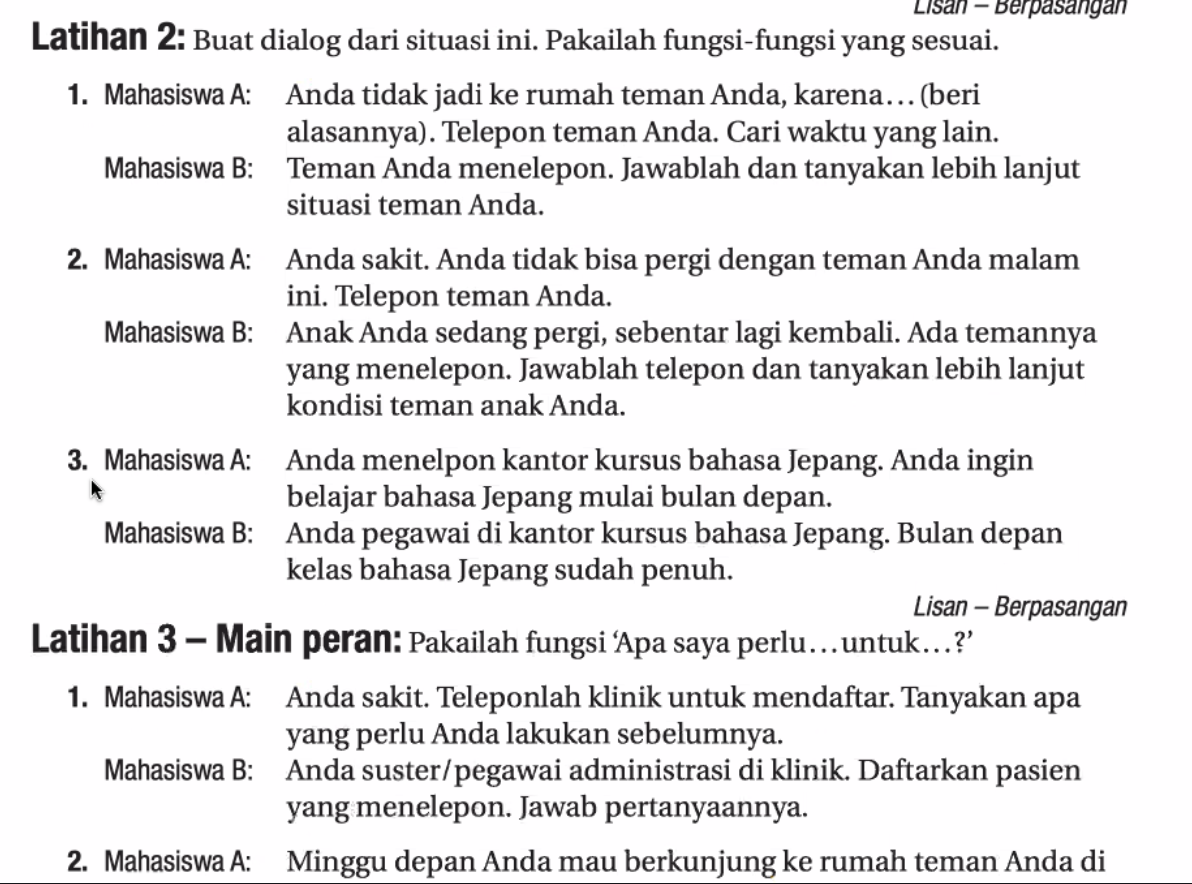 Lisan – Berpasangan
Latihan 2: Buat dialog dari situasi ini. Pakailah fungsi-fungsi yang sesuai.
1. Mahasiswa A: Anda tidak jadi ke rumah teman Anda, karena... (beri
alasannya). Telepon teman Anda. Cari waktu yang lain.
Mahasiswa B: Teman Anda menelepon. Jawablah dan tanyakan lebih lanjut
situasi teman Anda.
2. Mahasiswa A: Anda sakit. Anda tidak bisa pergi dengan teman Anda malam
ini. Telepon teman Anda.
Mahasiswa B: Anak Anda sedang pergi, sebentar lagi kembali. Ada temannya
yang menelepon. Jawablah telepon dan tanyakan lebih lanjut
kondisi teman anak Anda.
3. Mahasiswa A: Anda menelpon kantor kursus bahasa Jepang. Anda ingin
belajar bahasa Jepang mulai bulan depan.
Mahasiswa B: Anda pegawai di kantor kursus bahasa Jepang. Bulan depan
kelas bahasa Jepang sudah penuh.
Lisan – Berpasangan
Latihan 3 – Main peran: Pakailah fungsi ‘Apa saya perlu...untuk...?’
1. Mahasiswa A: Anda sakit. Teleponlah klinik untuk mendaftar. Tanyakan apa
yang perlu Anda lakukan sebelumnya.
Mahasiswa B: Anda suster/pegawai administrasi di klinik. Daftarkan pasien
yang menelepon. Jawab pertanyaannya.
2. Mahasiswa A: Minggu depan Anda mau berkunjung ke rumah teman Anda di